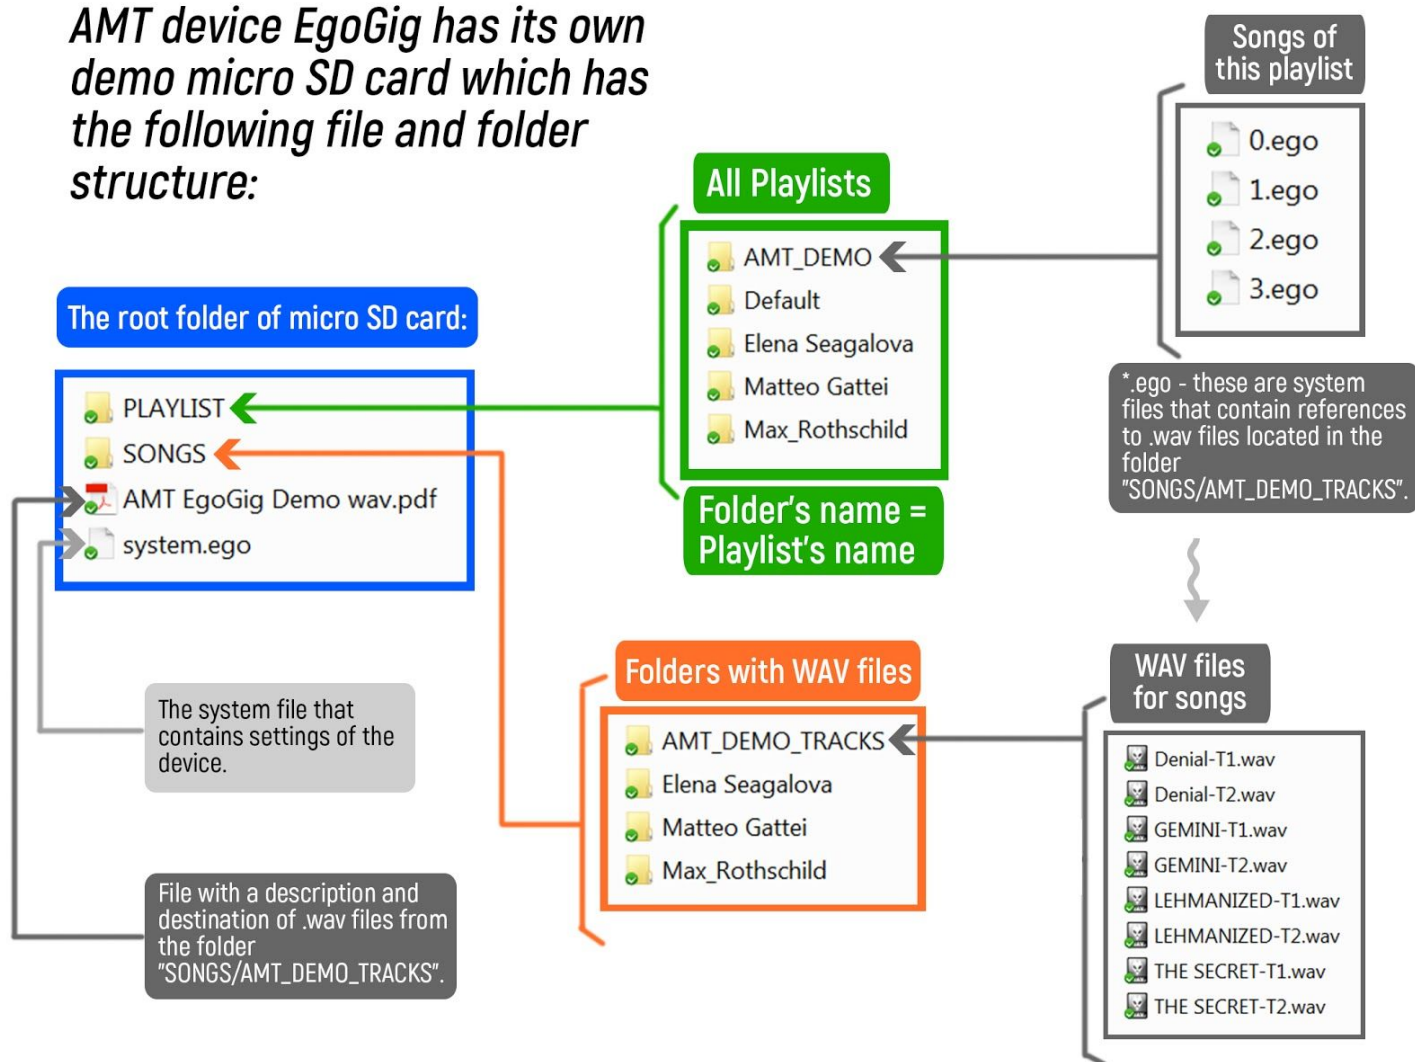 AMT device EgoGig has its own
demo micro SD card which has
the following file and folder
structure:
The root folder of micro SD card:
PLAYLIST
SONGS
AMT EgoGig Demo wav.pdf
system.ego
The system file that
contains settings of the
device.
File with a description and
destination of .wav files from
the folder
"SONGS/AMT_DEMO_TRACKS".
All Playlists
AMT_DEMO
Default
Elena Seagalova
Matteo Gattei
Max_Rothschild
Folder's name =
Playlist's name
Songs of
this playlist
0.ego
1.ego
2.ego
3.ego
*.ego - these are system
files that contain references
to .wav files located in the
folder
"SONGS/AMT_DEMO_TRACKS".
Folders with WAV files
AMT_DEMO_TRACKS
Elena Seagalova
Matteo Gattei
Max_Rothschild
WAV files
for songs
Denial-T1.wav
Denial-T2.wav
GEMINI-T1.wav
GEMINI-T2.wav
LEHMANIZED-T1.wav
LEHMANIZED-T2.wav
THE SECRET-T1.wav
THE SECRET-T2.wav